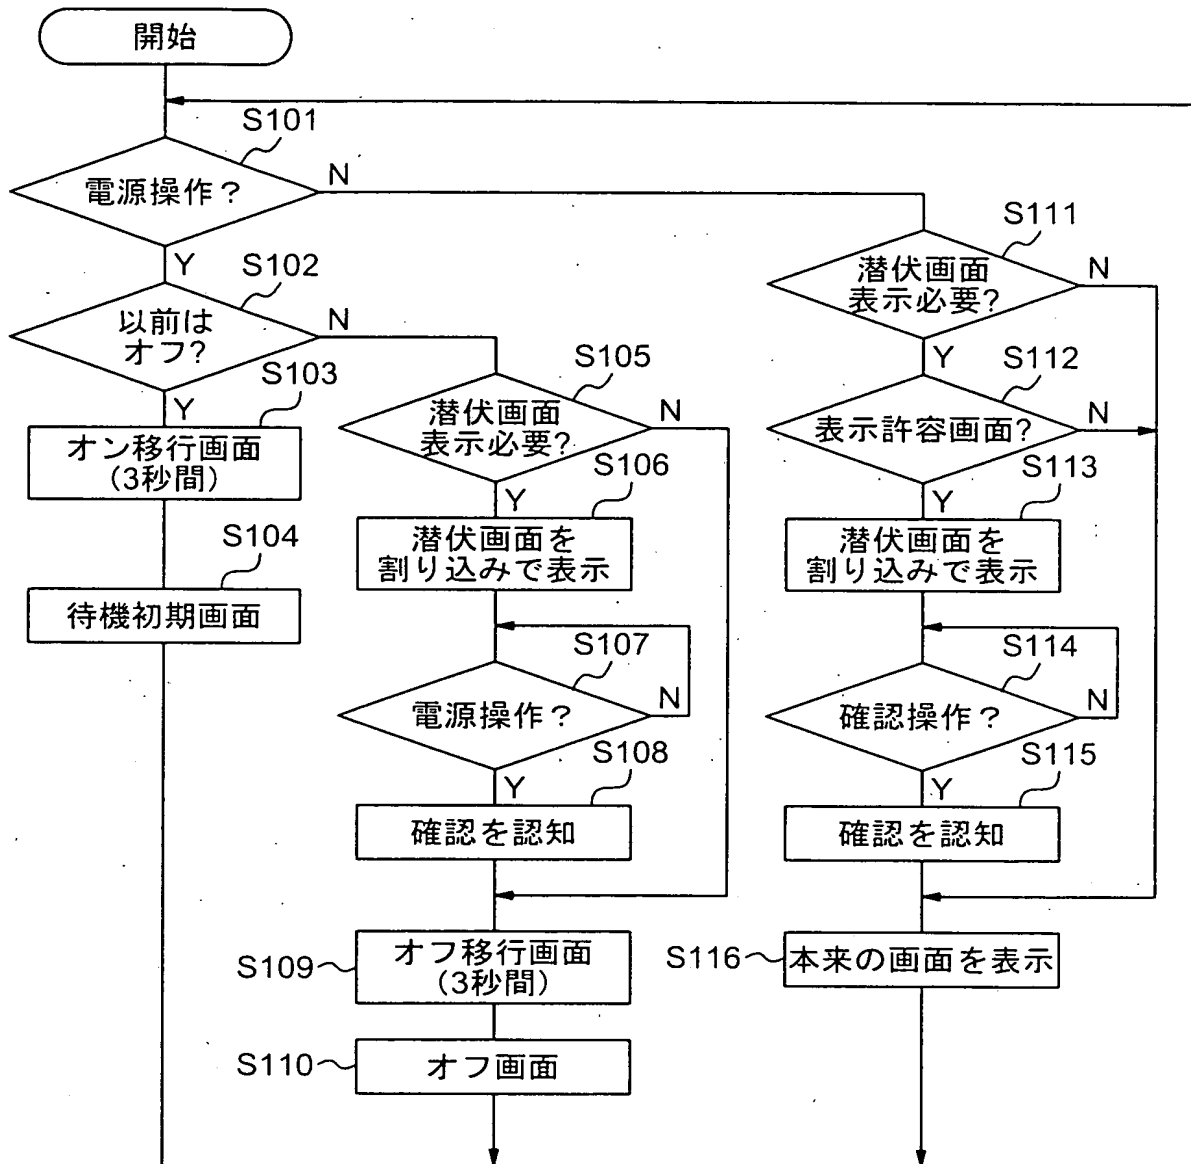 開始
S101
電源操作？
N
Y
S102
以前は
オフ?
N
Y
S103
オン移行画面
(3秒間)
S104
待機初期画面
S105
潜伏画面
表示必要?
N
Y
S106
潜伏画面を
割り込みで表示
S107
電源操作？
N
Y
S108
確認を認知
S109
オフ移行画面
(3秒間)
S110
オフ画面
S111
潜伏画面
表示必要?
N
Y
S112
表示許容画面?
N
Y
S113
潜伏画面を
割り込みで表示
S114
確認操作？
N
Y
S115
確認を認知
S116
本来の画面を表示